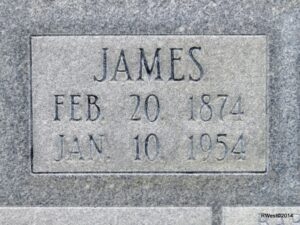 JAMES
FEB. 20. 1874
JAN. 10. 1954
RWest©2014